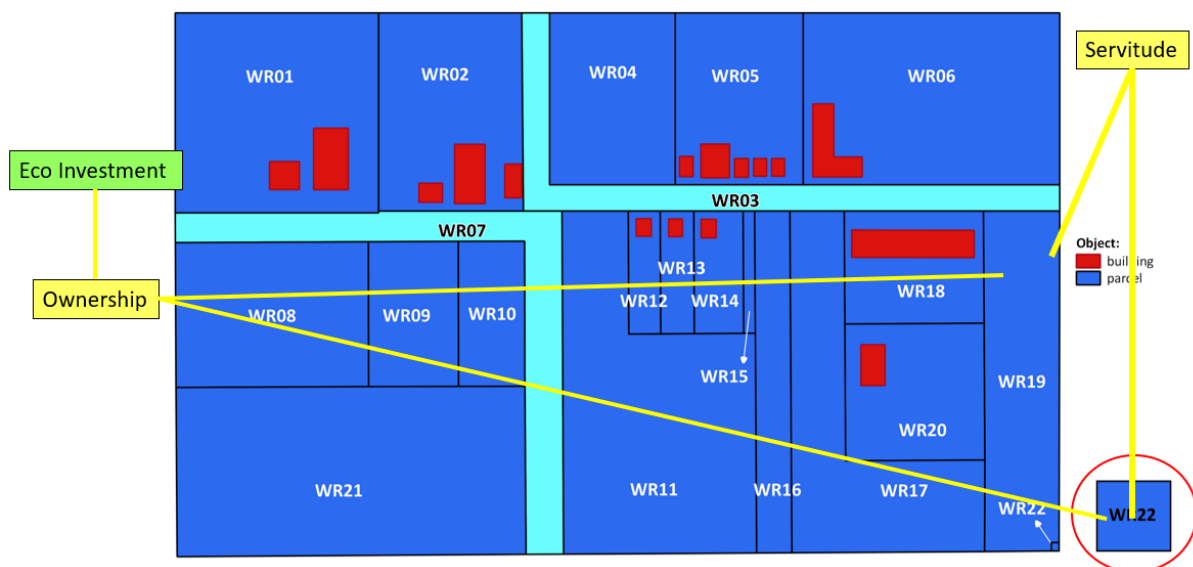 Servitude
WR01
WR02
WR04
WR05
WR06
Eco Investment
WR03
WR07
Object:
building
parcel
WR13
Ownership
WR12
WR14
WR18
WR08
WR09
WR10
WR15
WR19
WR20
WR21
WR11
WR16
WR17
WR22
WR22